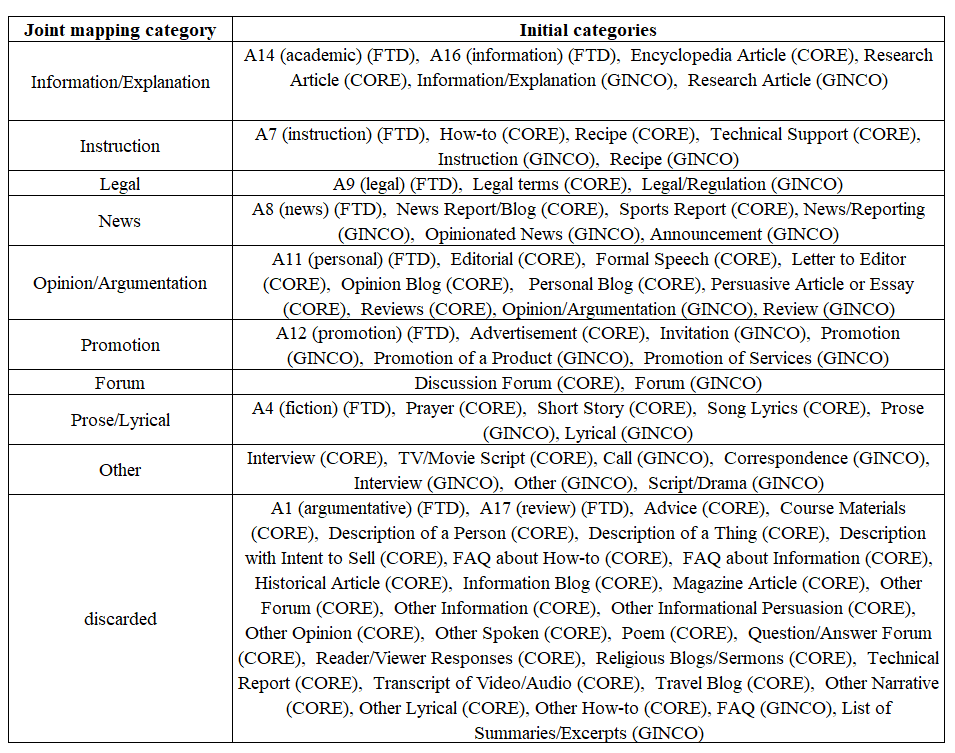 Joint mapping category Initial categories
Information/Explanation
A14 (academic) (FTD), A16 (information) (FTD), Encyclopedia Article (CORE), Research
Article (CORE), Information/Explanation (GINCO), Research Article (GINCO)
Instruction
A7 (instruction) (FTD), How-to (CORE), Recipe (CORE), Technical Support (CORE),
Instruction (GINCO), Recipe (GINCO)
Legal
A9 (legal) (FTD), Legal terms (CORE), Legal/Regulation (GINCO)
News
A8 (news) (FTD), News Report/Blog (CORE), Sports Report (CORE), News/Reporting
(GINCO), Opinionated News (GINCO), Announcement (GINCO)
Opinion/Argumentation
A11 (personal) (FTD), Editorial (CORE), Formal Speech (CORE), Letter to Editor
(CORE), Opinion Blog (CORE), Personal Blog (CORE), Persuasive Article or Essay
(CORE), Reviews (CORE), Opinion/Argumentation (GINCO), Review (GINCO)
Promotion
A12 (promotion) (FTD), Advertisement (CORE), Invitation (GINCO), Promotion
(GINCO), Promotion of a Product (GINCO), Promotion of Services (GINCO)
Forum
Discussion Forum (CORE), Forum (GINCO)
Prose/Lyrical
A4 (fiction) (FTD), Prayer (CORE), Short Story (CORE), Song Lyrics (CORE), Prose
(GINCO), Lyrical (GINCO)
Other
Interview (CORE), TV/Movie Script (CORE), Call (GINCO), Correspondence (GINCO),
Interview (GINCO), Other (GINCO), Script/Drama (GINCO)
discarded
A1 (argumentative) (FTD), A17 (review) (FTD), Advice (CORE), Course Materials
(CORE), Description of a Person (CORE), Description of a Thing (CORE), Description
with Intent to Sell (CORE), FAQ about How-to (CORE), FAQ about Information (CORE),
Historical Article (CORE), Information Blog (CORE), Magazine Article (CORE), Other
Forum (CORE), Other Information (CORE), Other Informational Persuasion (CORE),
Other Opinion (CORE), Other Spoken (CORE), Poem (CORE), Question/Answer Forum
(CORE), Reader/Viewer Responses (CORE), Religious Blogs/Sermons (CORE), Technical
Report (CORE), Transcript of Video/Audio (CORE), Travel Blog (CORE), Other Narrative
(CORE), Other Lyrical (CORE), Other How-to (CORE), FAQ (GINCO), List of
Summaries/Excerpts (GINCO)